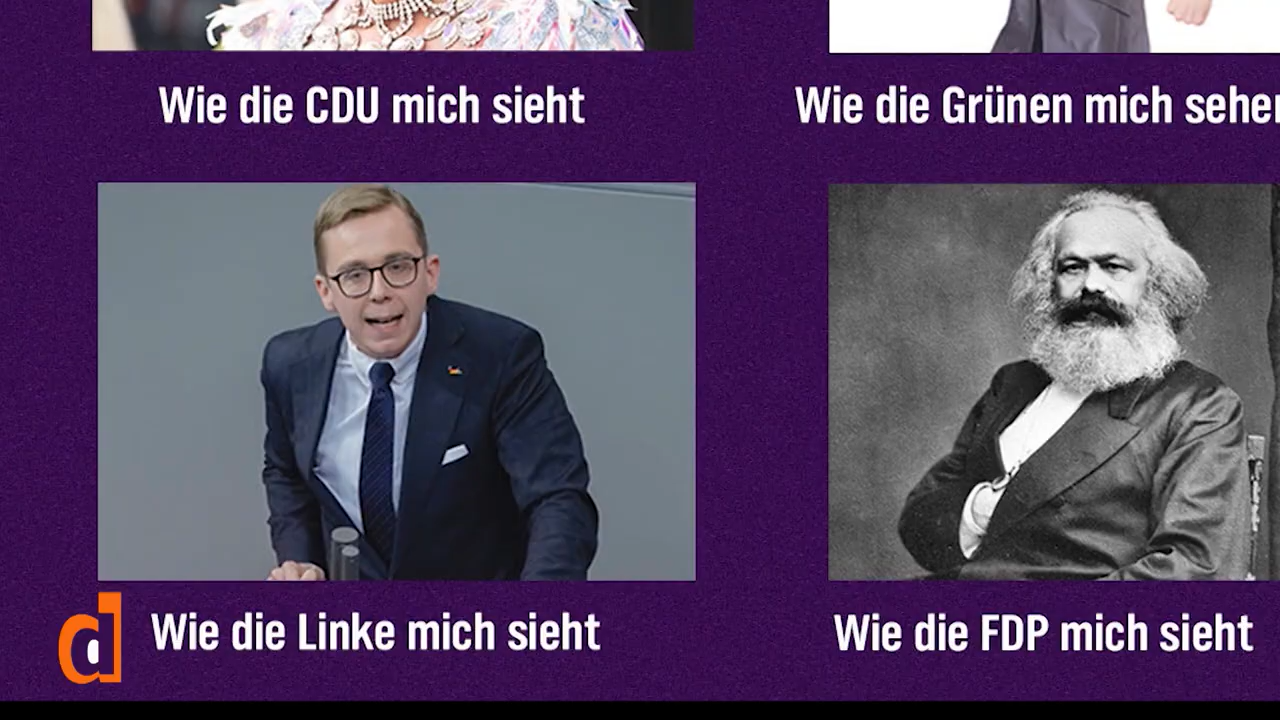 Wie die CDU mich sieht
Wie die Grünen mich sehen
Wie die Linke mich sieht
Wie die FDP mich sieht
d